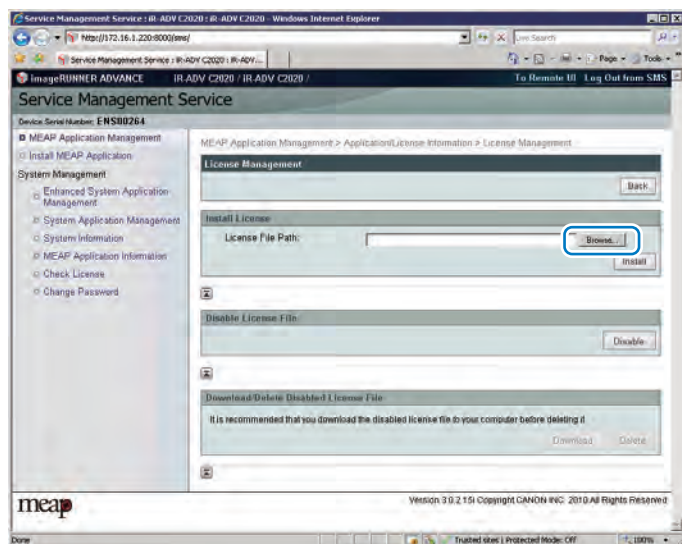 Service Management Service : iR-ADV C2020 : iR-ADV C2020 - Windows Internet Explorer
http://172.16.1.220:8000/sms/
Live Search
Service Management Service : iR-ADV C2020 : iR-ADV...
Page
Tools
imageRUNNER ADVANCE iR-ADV C2020 / iR-ADV C2020 /
To Remote UI Log Out from SMS
Service Management Service
Device Serial Number: ENS00264
MEAP Application Management
Install MEAP Application
System Management
Enhanced System Application
Management
System Application Management
System Information
MEAP Application Information
Check License
Change Password
MEAP Application Management > Application/License Information > License Management
License Management
Back
Install License
License File Path:
Browse...
Install
Disable License File
Disable
Download/Delete Disabled License File
It is recommended that you download the disabled license file to your computer before deleting it
Download Delete
meap
Version 3.0.2.15i Copyright CANON INC. 2010 All Rights Reserved
Done
Trusted sites | Protected Mode: Off
100%